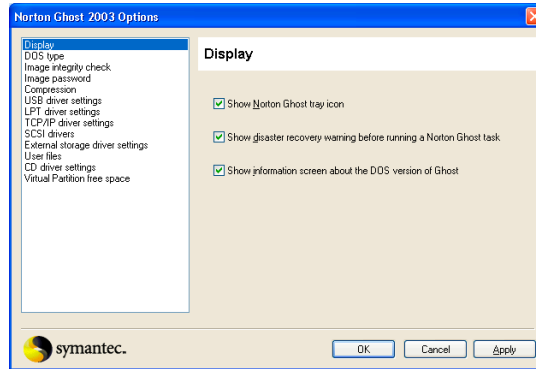 Norton Ghost 2003 Options
Display
DOS type
Image integrity check
Image password
Compression
USB driver settings
LPT driver settings
TCP/IP driver settings
SCSI drivers
External storage driver settings
User files
CD driver settings
Virtual Partition free space
Display
Show Norton Ghost tray icon
Show disaster recovery warning before running a Norton Ghost task
Show information screen about the DOS version of Ghost
symantec.
OK
Cancel
Apply